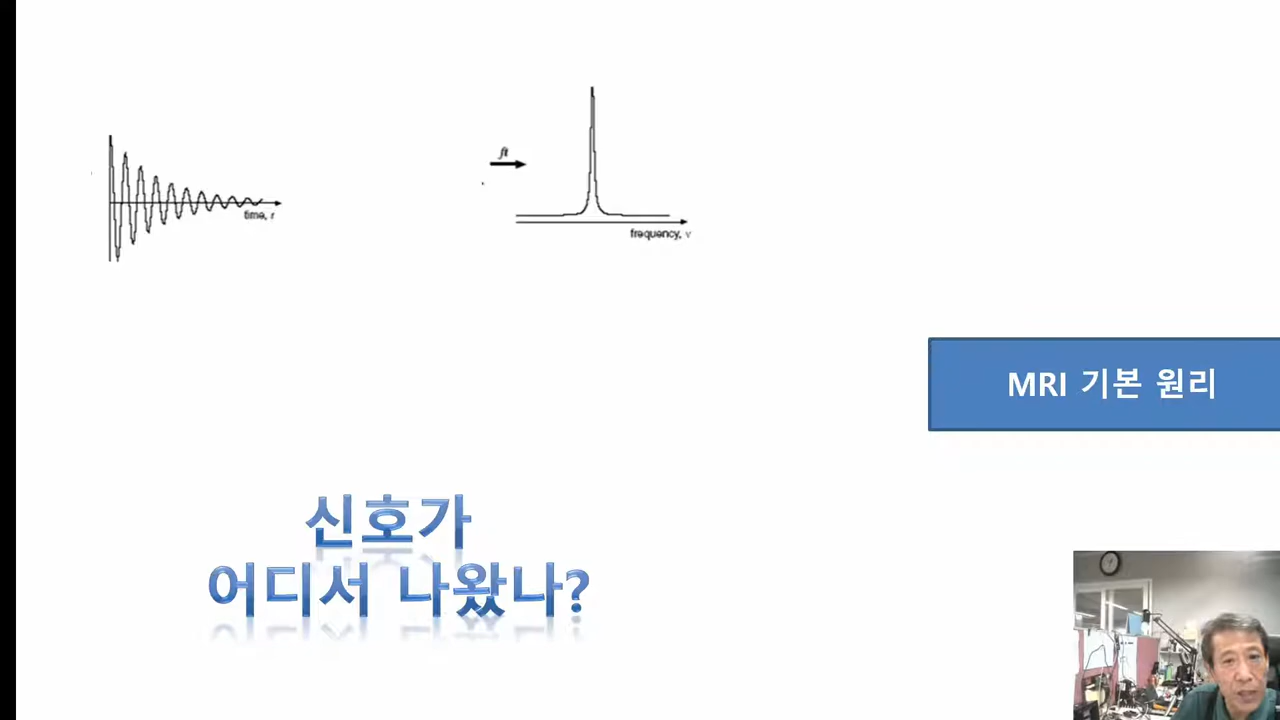 ft
time, t
frequency, ν
MRI 기본 원리
신호가
어디서 나왔나?